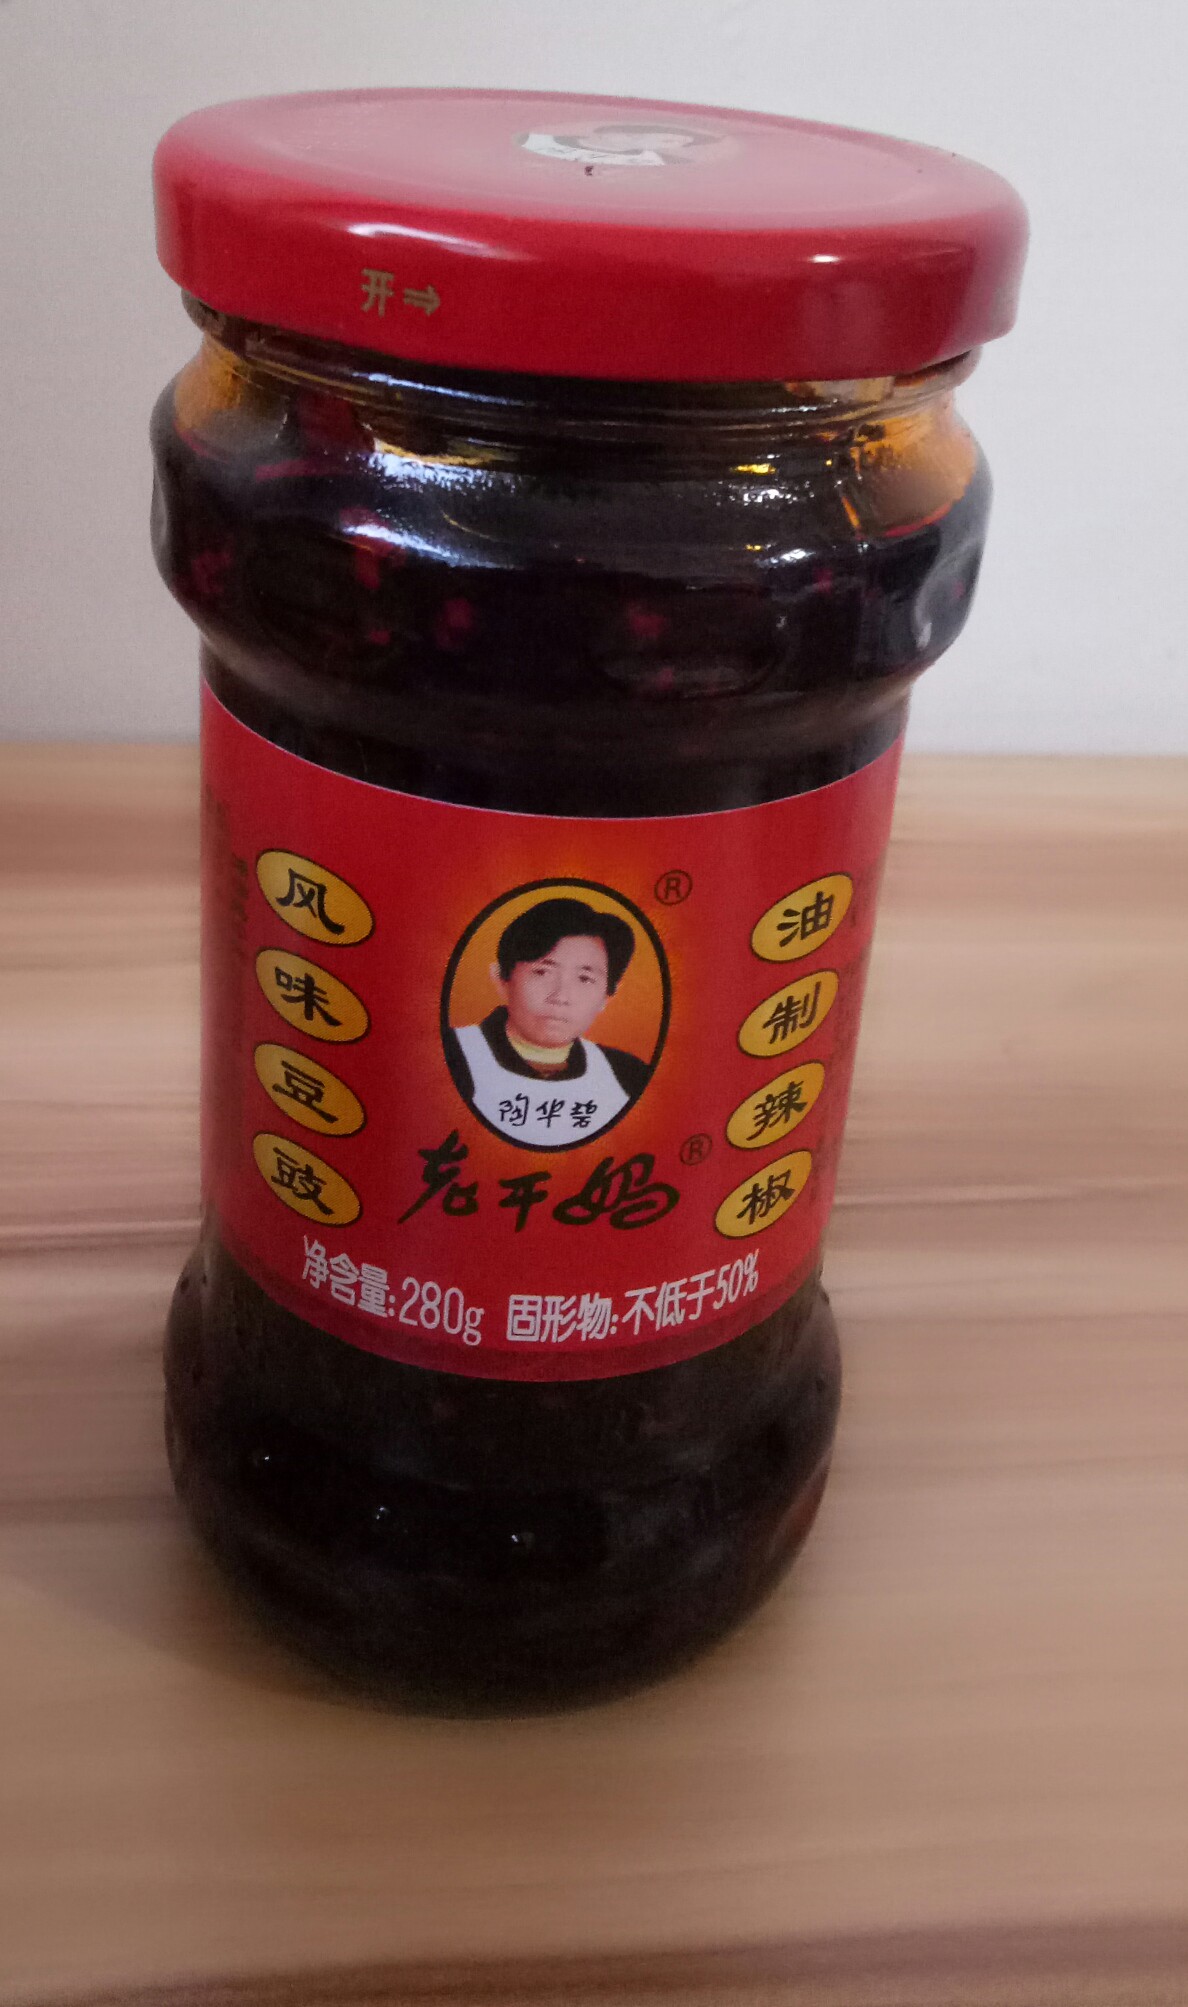 开⇒
风味豆豉
油制辣椒
®
陶华碧
老干妈®
净含量:280g 固形物:不低于50%